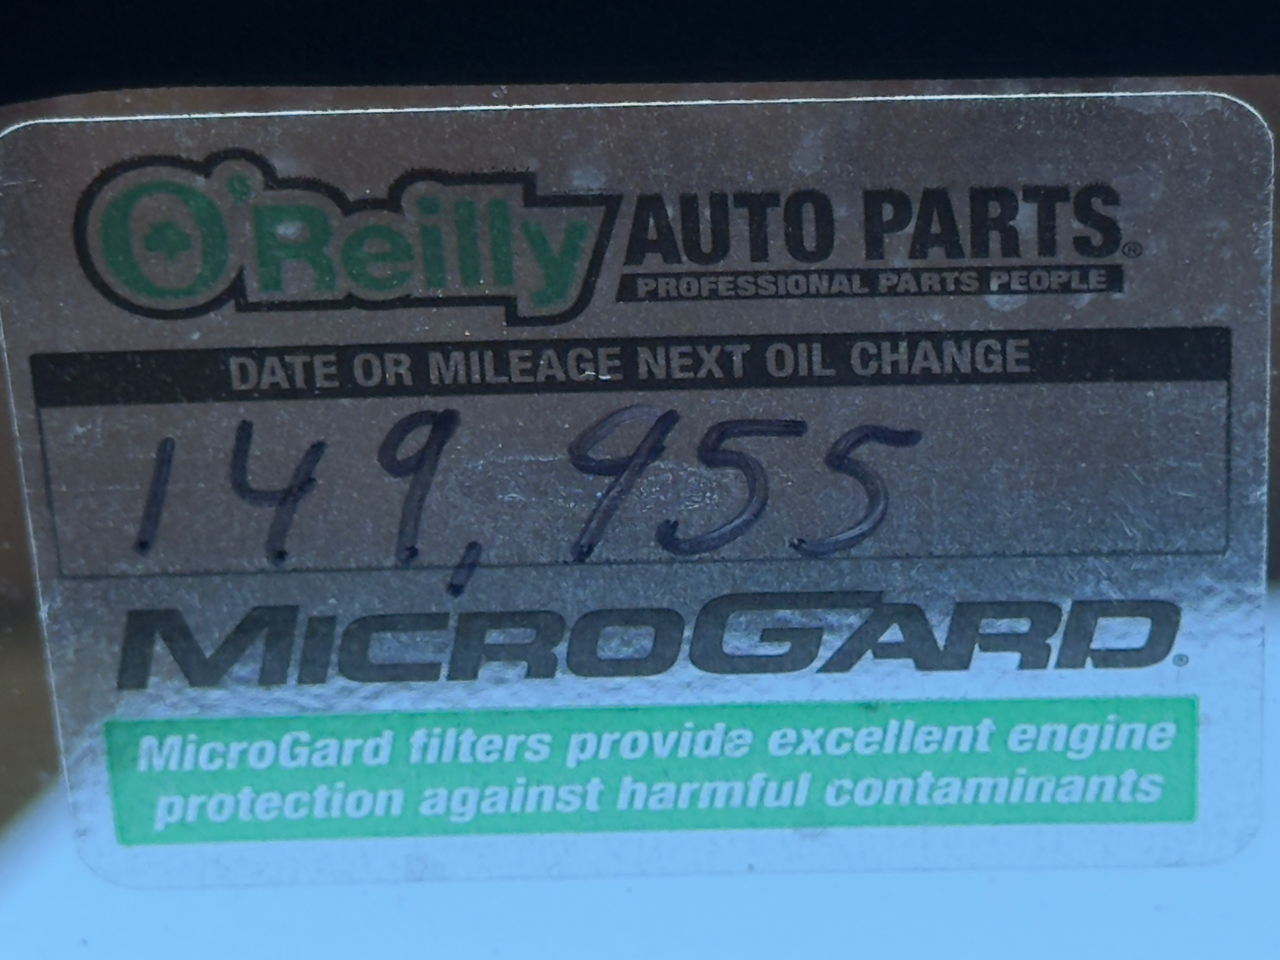 O'Reilly AUTO PARTS®
PROFESSIONAL PARTS PEOPLE
DATE OR MILEAGE NEXT OIL CHANGE
149,955
MICROGARD®
MicroGard filters provide excellent engine
protection against harmful contaminants